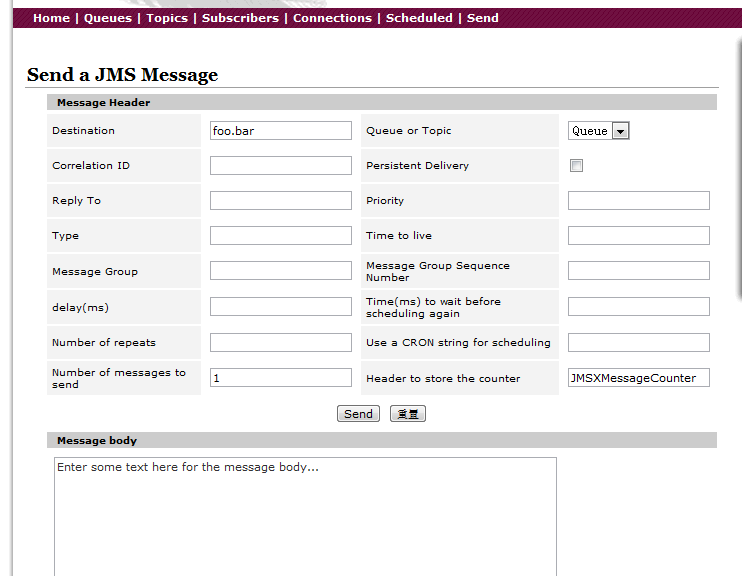 Home | Queues | Topics | Subscribers | Connections | Scheduled | Send
Send a JMS Message
Message Header
Destination foo.bar Queue or Topic Queue
Correlation ID Persistent Delivery
Reply To Priority
Type Time to live
Message Group Message Group Sequence
Number
delay(ms) Time(ms) to wait before
scheduling again
Number of repeats Use a CRON string for scheduling
Number of messages to
send 1 Header to store the counter JMSXMessageCounter
Send 重置
Message body
Enter some text here for the message body...